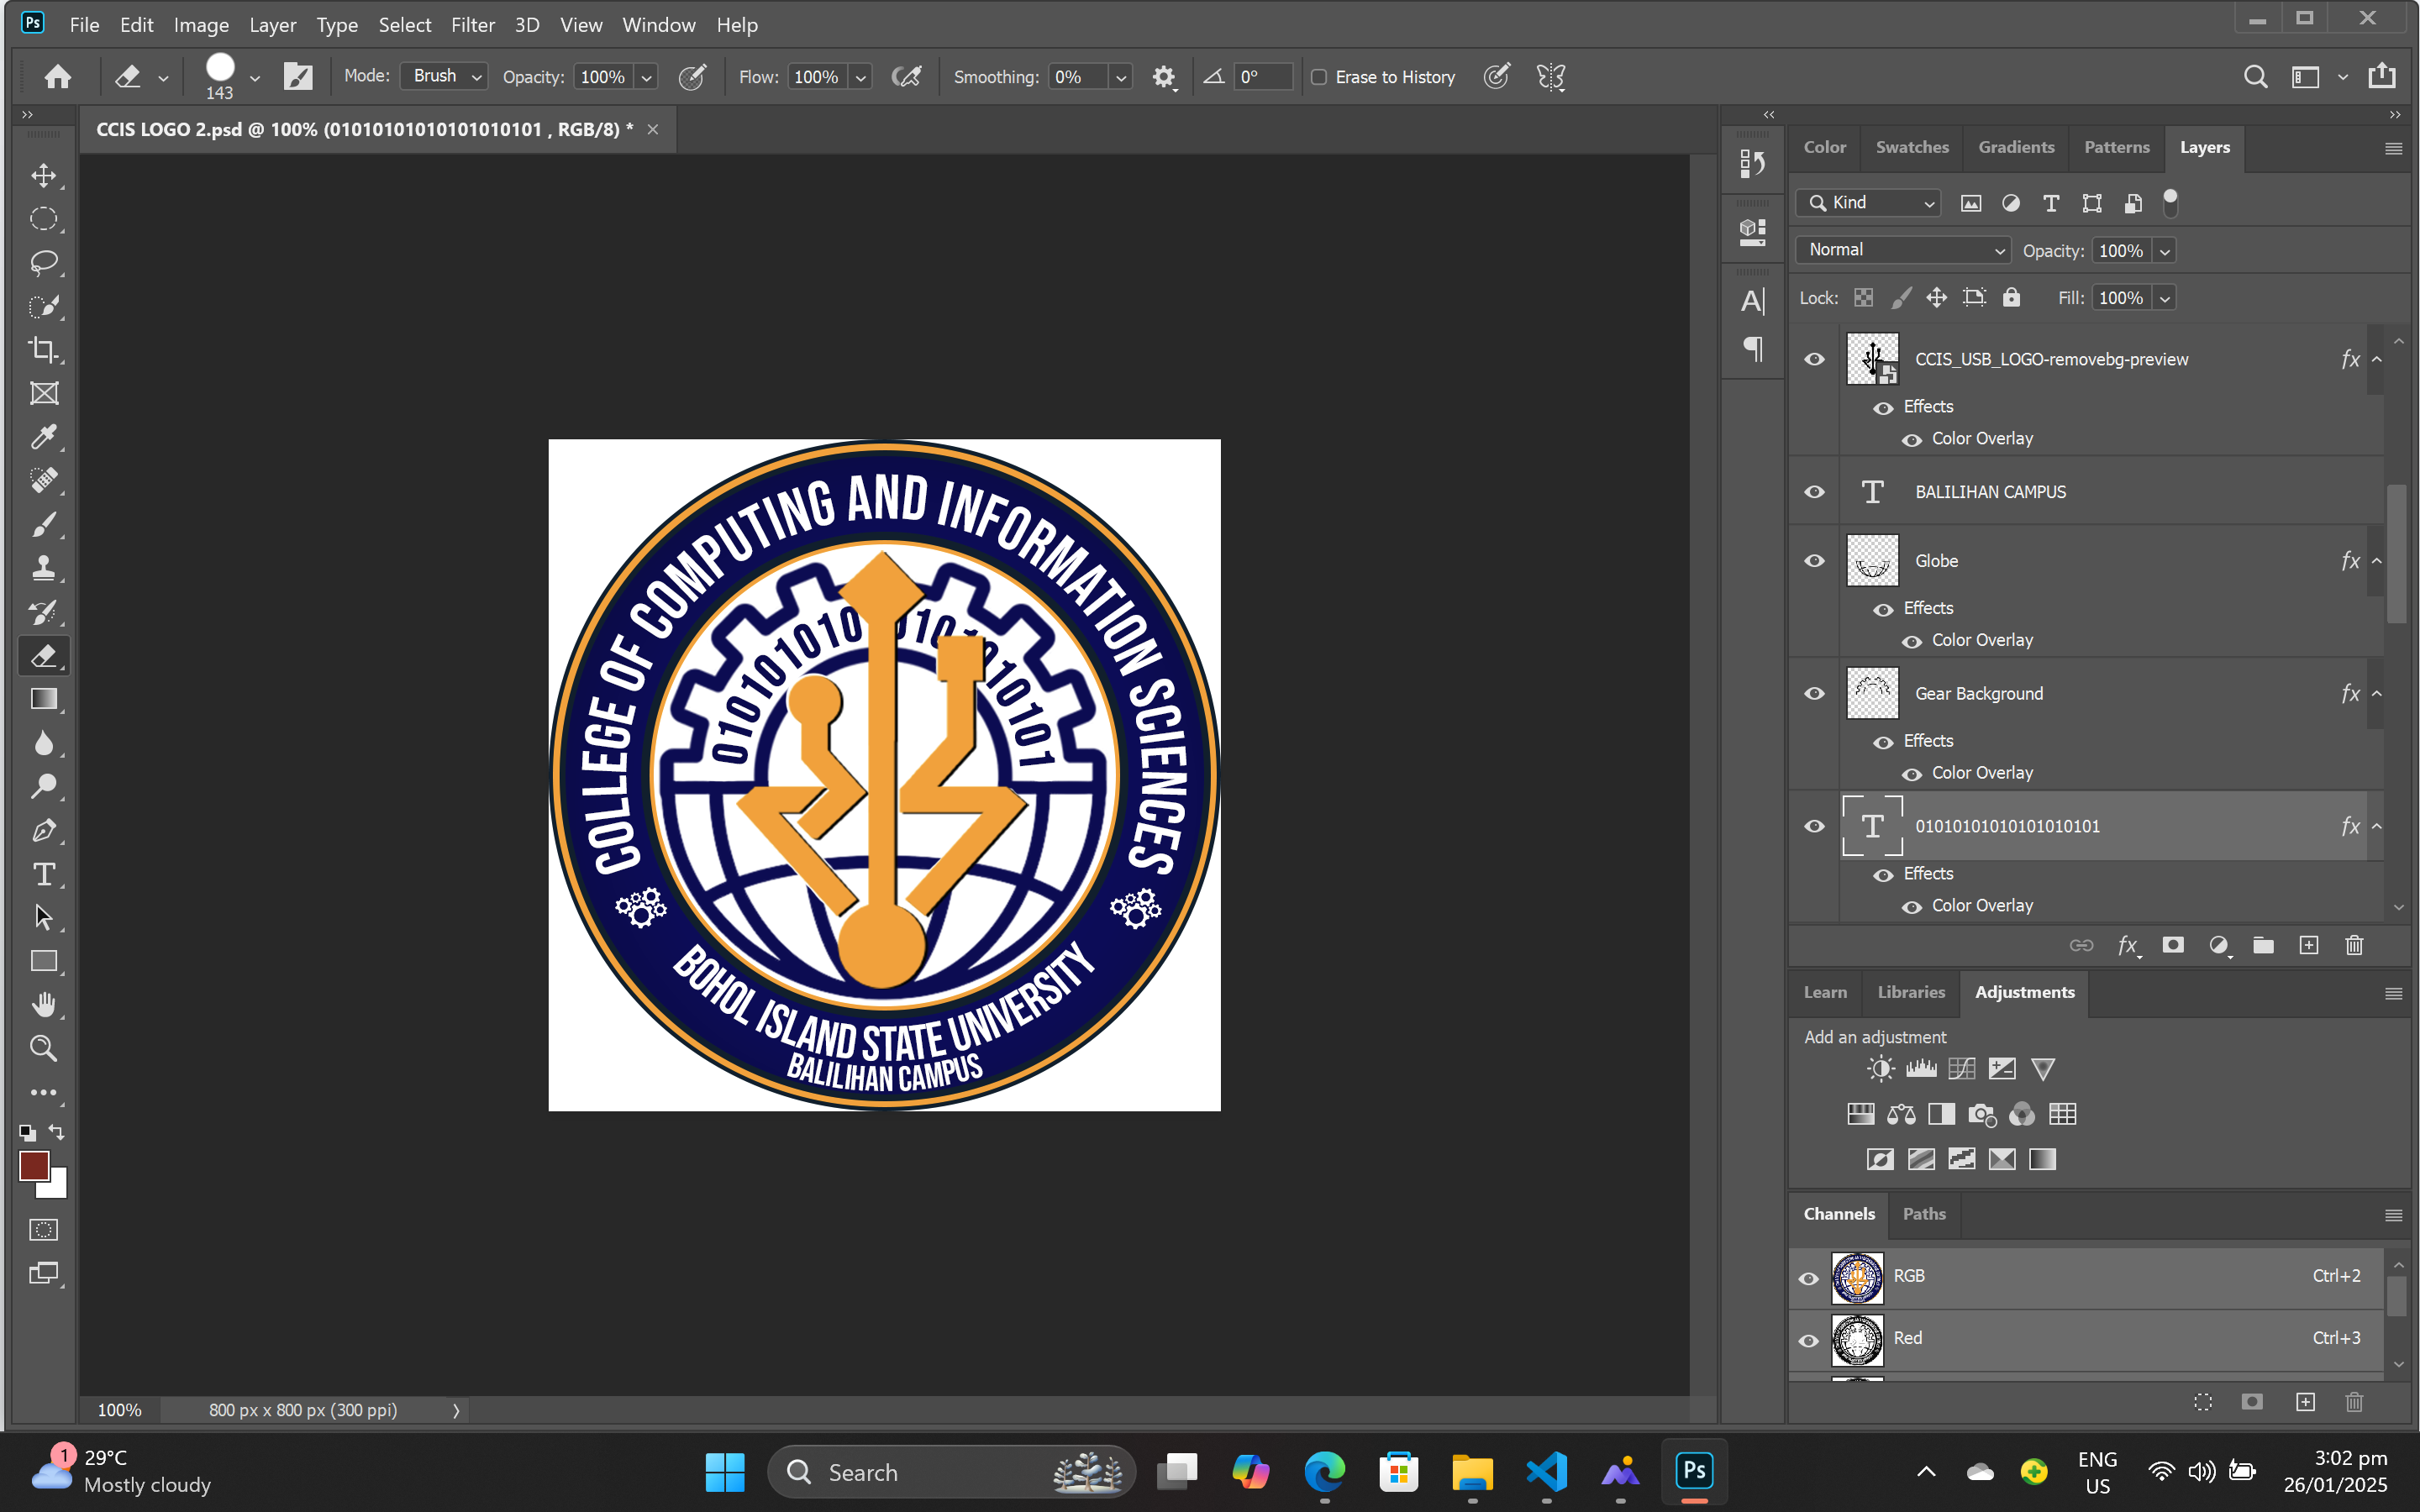 Ps File Edit Image Layer Type Select Filter 3D View Window Help
143 Mode: Brush Opacity: 100% Flow: 100% Smoothing: 0% 0° Erase to History
CCIS LOGO 2.psd @ 100% (01010101010101010101 , RGB/8) * ×
COLLEGE OF COMPUTING AND INFORMATION SCIENCES
BOHOL ISLAND STATE UNIVERSITY
BALILIHAN CAMPUS
Color Swatches Gradients Patterns Layers
Kind
Normal Opacity: 100%
Lock: Fill: 100%
CCIS_USB_LOGO-removebg-preview fx
Effects
Color Overlay
BALILIHAN CAMPUS
Globe fx
Effects
Color Overlay
Gear Background fx
Effects
Color Overlay
01010101010101010101 fx
Effects
Color Overlay
fx
Learn Libraries Adjustments
Add an adjustment
Channels Paths
RGB Ctrl+2
Red Ctrl+3
100% 800 px x 800 px (300 ppi)
1
29°C
Mostly cloudy
Search
Ps
ENG
US
3:02 pm
26/01/2025